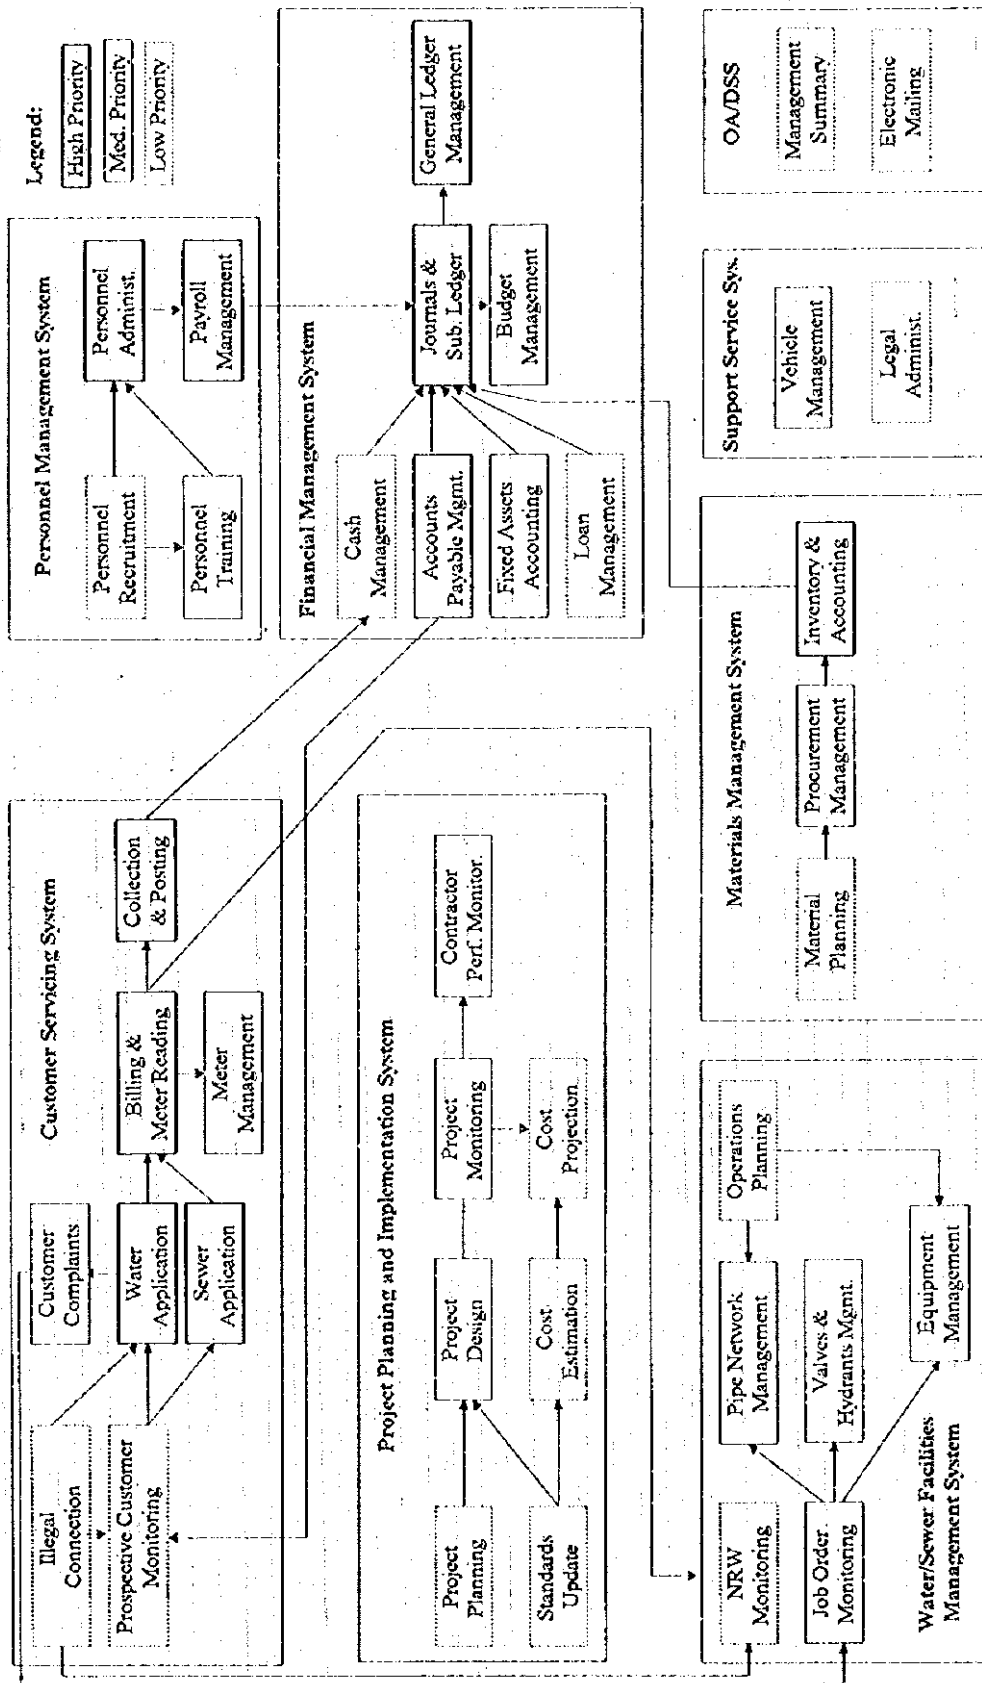 Legend:
High Priority
Med. Priority
Low Priority
Customer Servicing System
Illegal
Connection
Prospective Customer
Monitoring
Customer
Complaints
Water
Application
Sewer
Application
Billing &
Meter Reading
Meter
Management
Collection
& Posting
Personnel Management System
Personnel
Recruitment
Personnel
Training
Personnel
Administ.
Payroll
Management
Project Planning and Implementation System
Project
Planning
Standards
Update
Project
Design
Cost
Estimation
Project
Monitoring
Cost
Projection
Contractor
Perf. Monitor.
Financial Management System
Cash
Management
Accounts
Payable Mgmt.
Fixed Assets
Accounting
Loan
Management
Journals &
Sub. Ledger
Budget
Management
General Ledger
Management
NRW
Monitoring
Job Order
Monitoring
Pipe Network
Management
Valves &
Hydrants Mgmt.
Operations
Planning
Equipment
Management
Water/Sewer Facilities
Management System
Materials Management System
Material
Planning
Procurement
Management
Inventory &
Accounting
Support Service Sys.
Vehicle
Management
Legal
Administ.
OA/DSS
Management
Summary
Electronic
Mailing